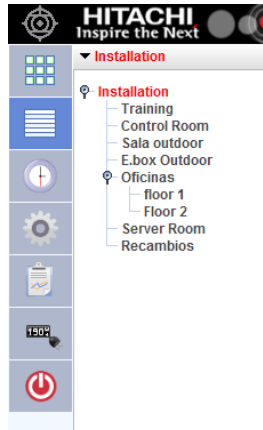 HITACHI
Inspire the Next
Installation
Installation
Training
Control Room
Sala outdoor
E.box Outdoor
Oficinas
floor 1
Floor 2
Server Room
Recambios